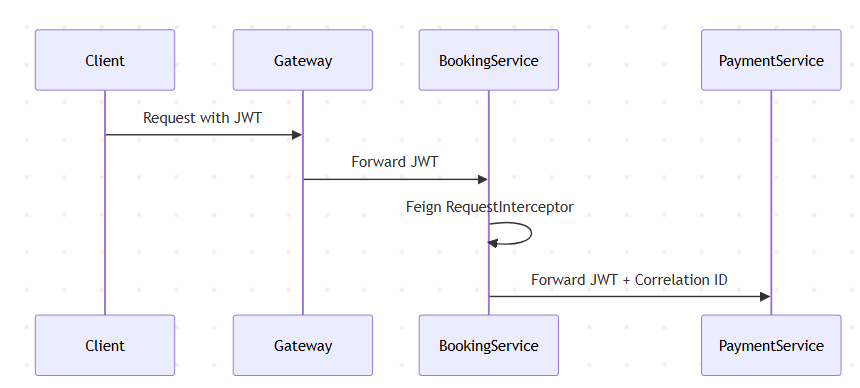 Client
Gateway
BookingService
PaymentService
Request with JWT
Forward JWT
Feign RequestInterceptor
Forward JWT + Correlation ID
Client
Gateway
BookingService
PaymentService